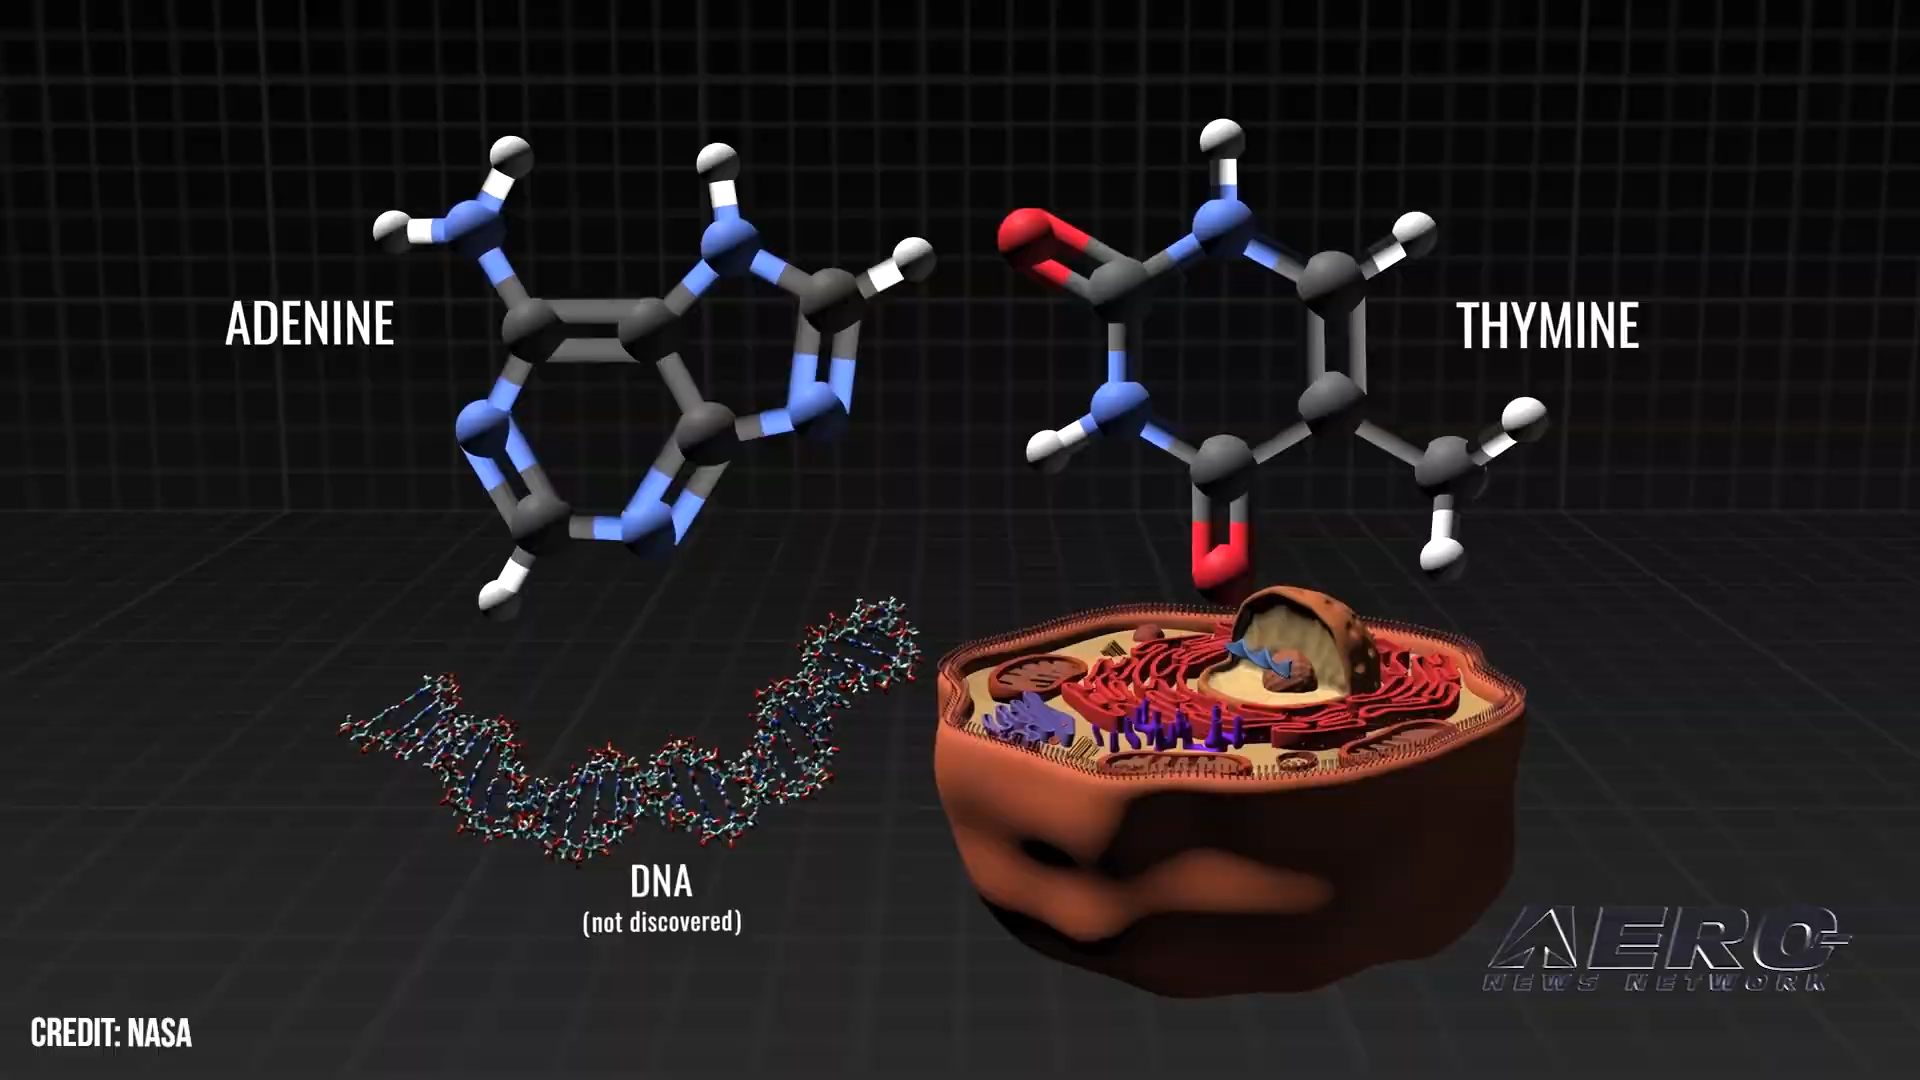 ADENINE
THYMINE
DNA
(not discovered)
AERO
NEWS NETWORK
CREDIT: NASA